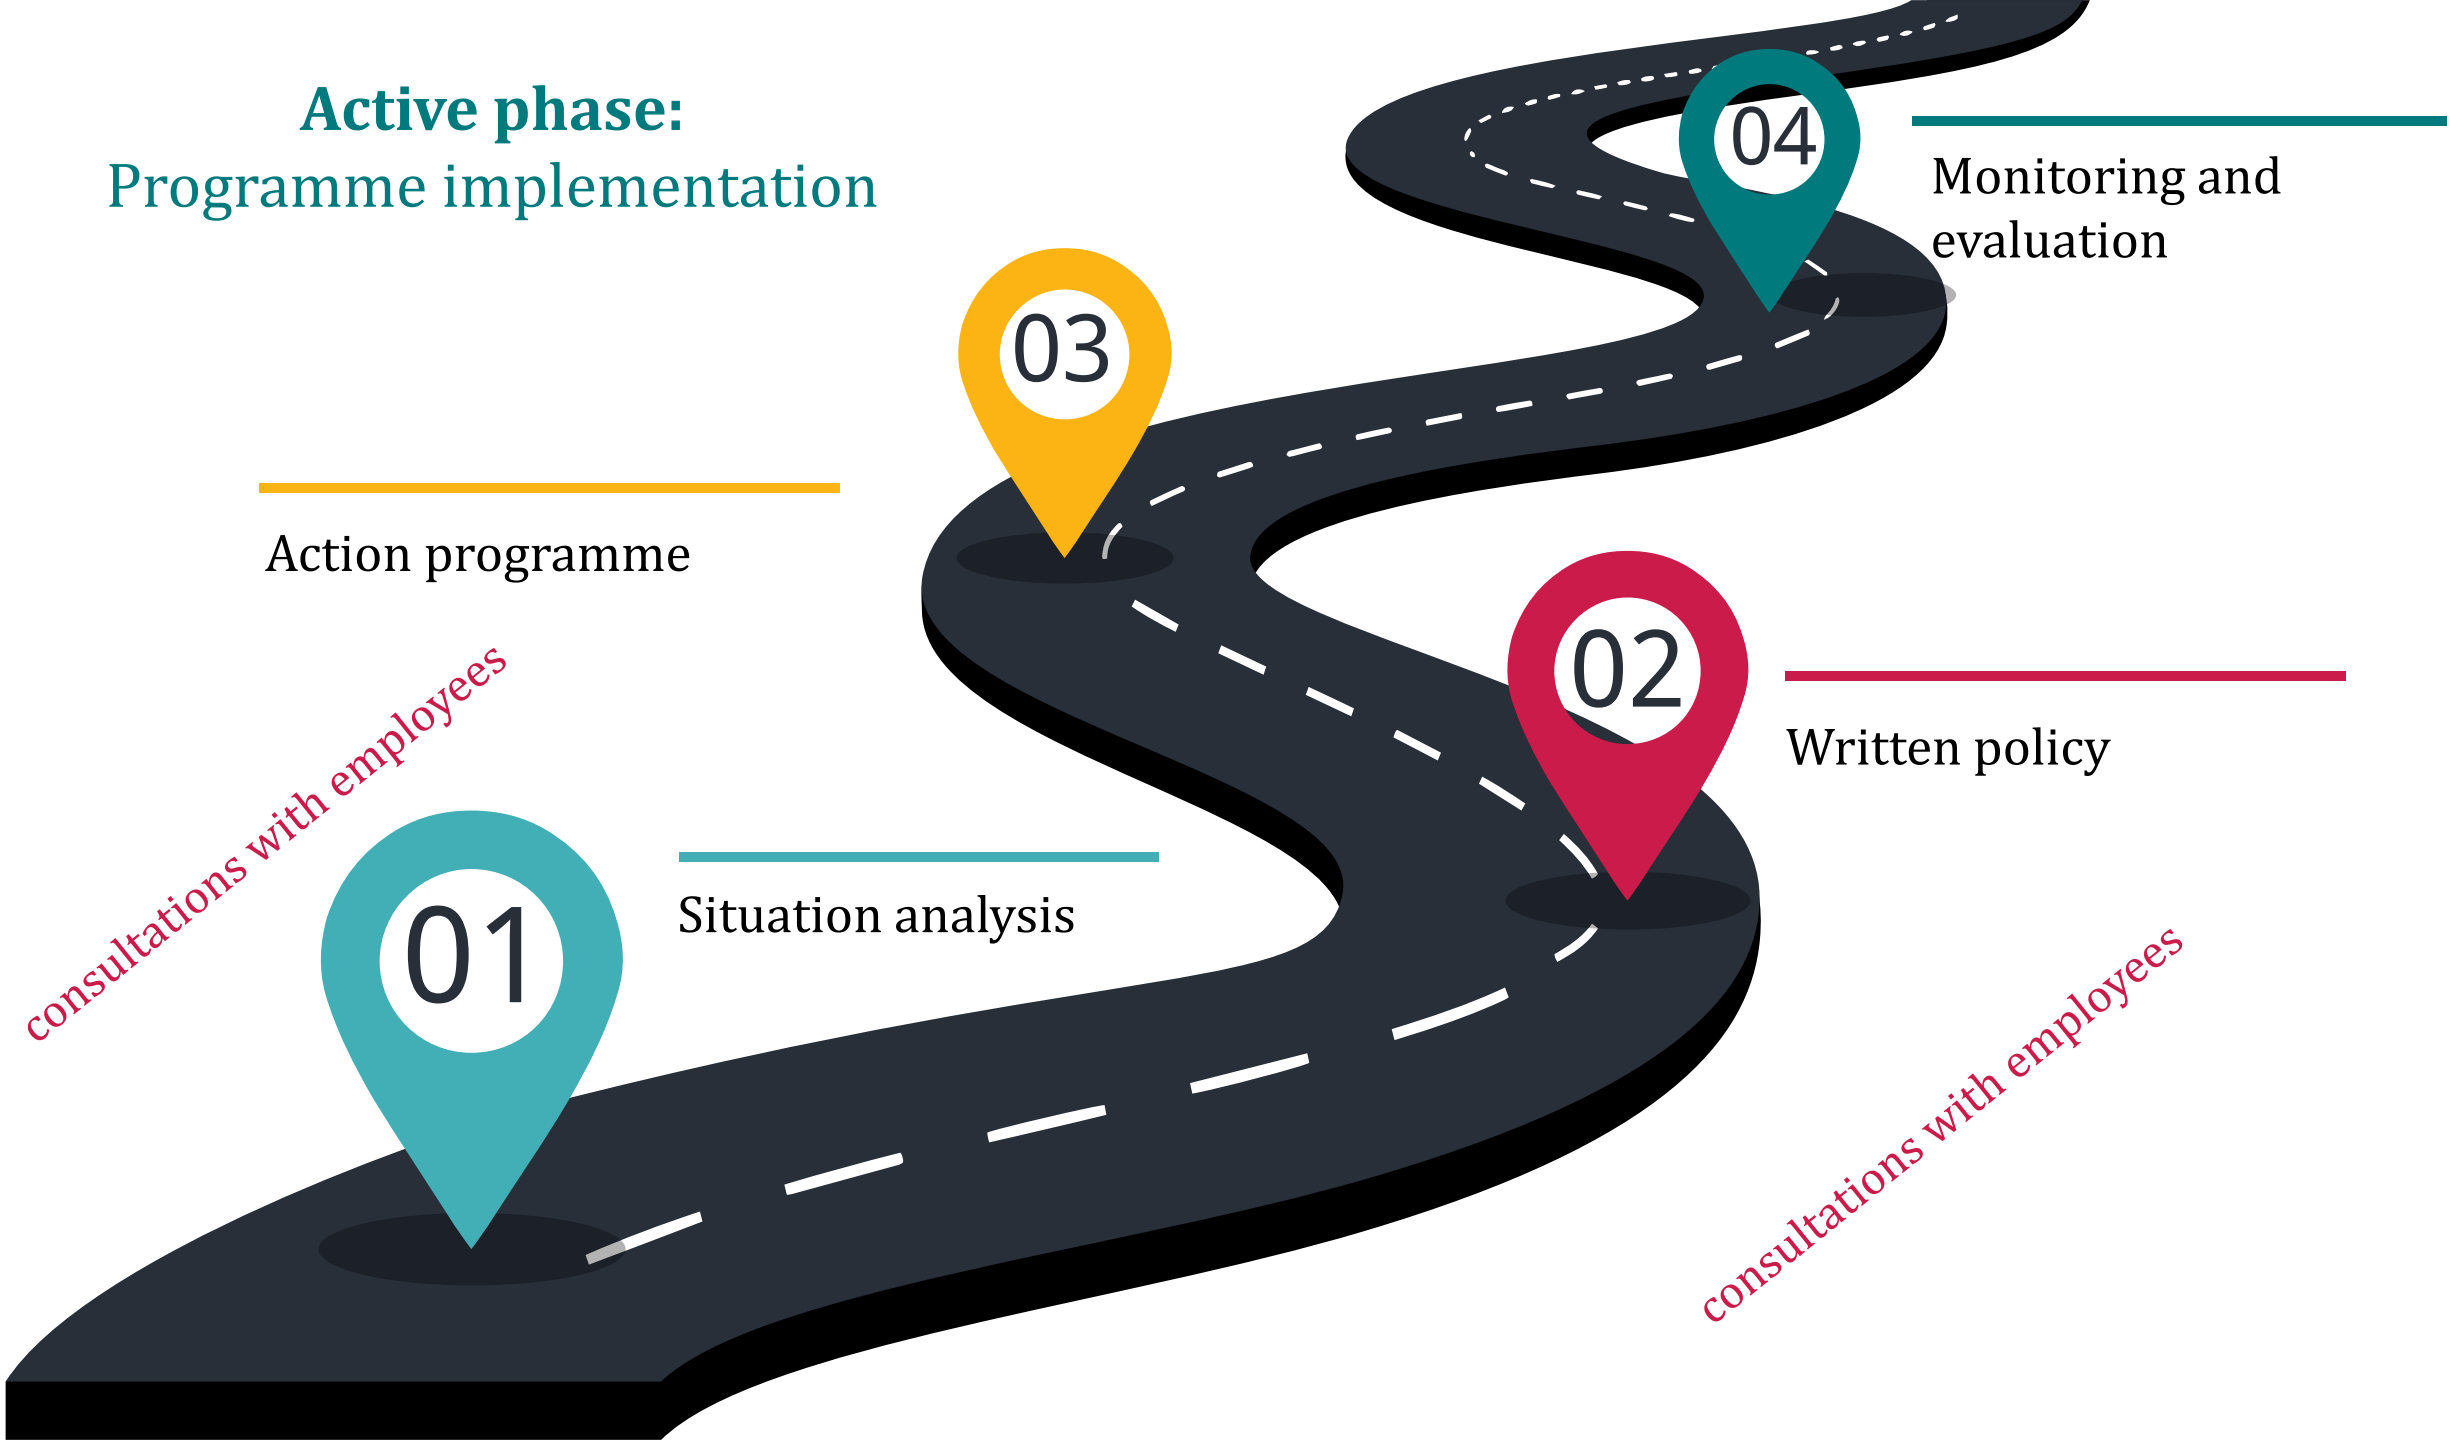 Active phase:
Programme implementation
04
Monitoring and
evaluation
03
Action programme
02
Written policy
consultations with employees
01
Situation analysis
consultations with employees